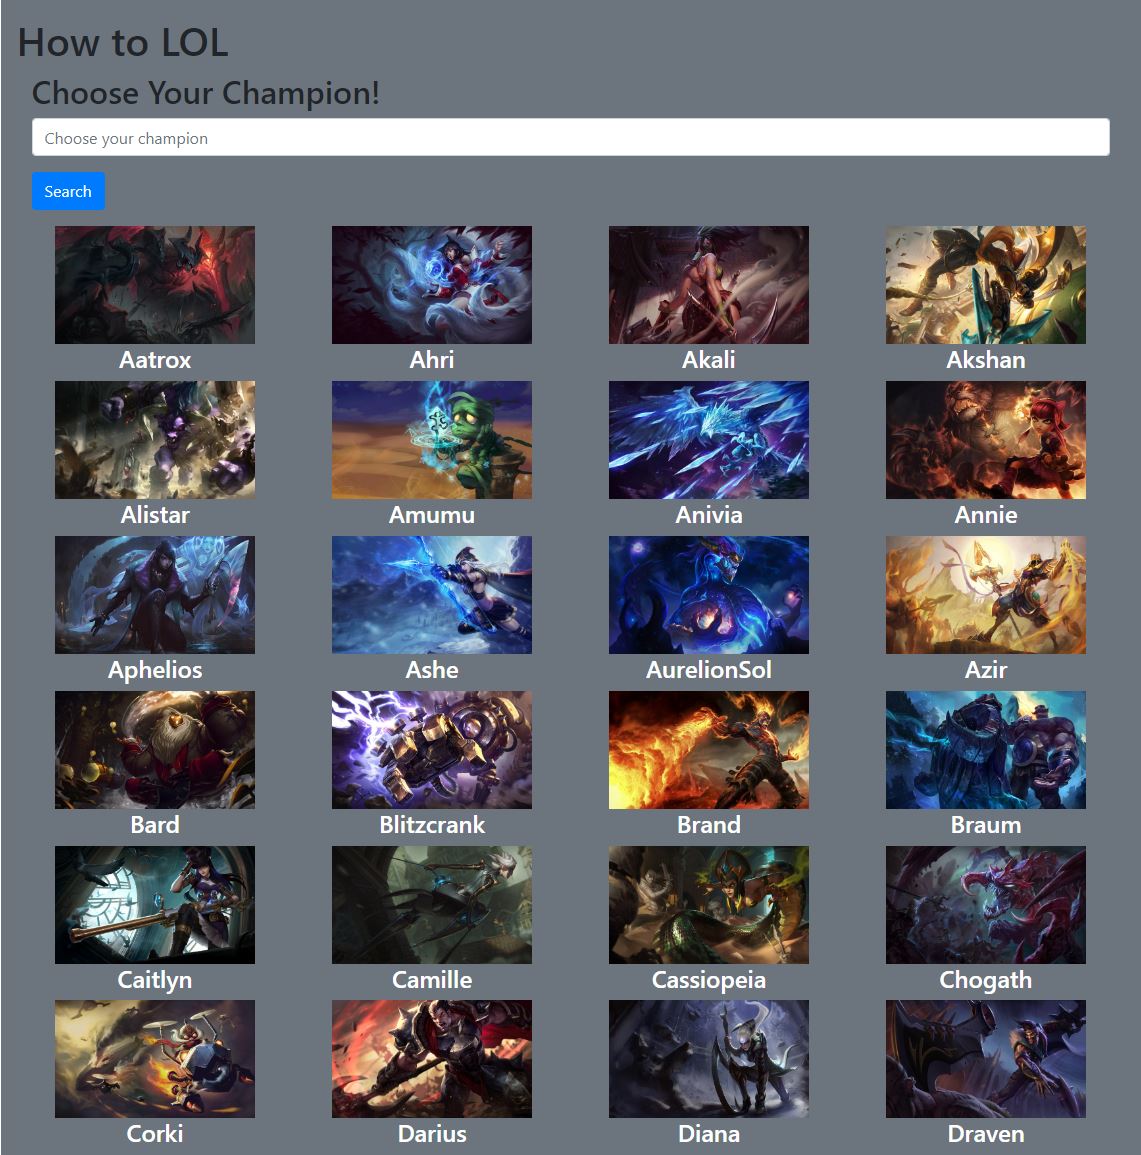 How to LOL
Choose Your Champion!
Choose your champion
Search
Aatrox Ahri Akali Akshan
Alistar Amumu Anivia Annie
Aphelios Ashe AurelionSol Azir
Bard Blitzcrank Brand Braum
Caitlyn Camille Cassiopeia Chogath
Corki Darius Diana Draven